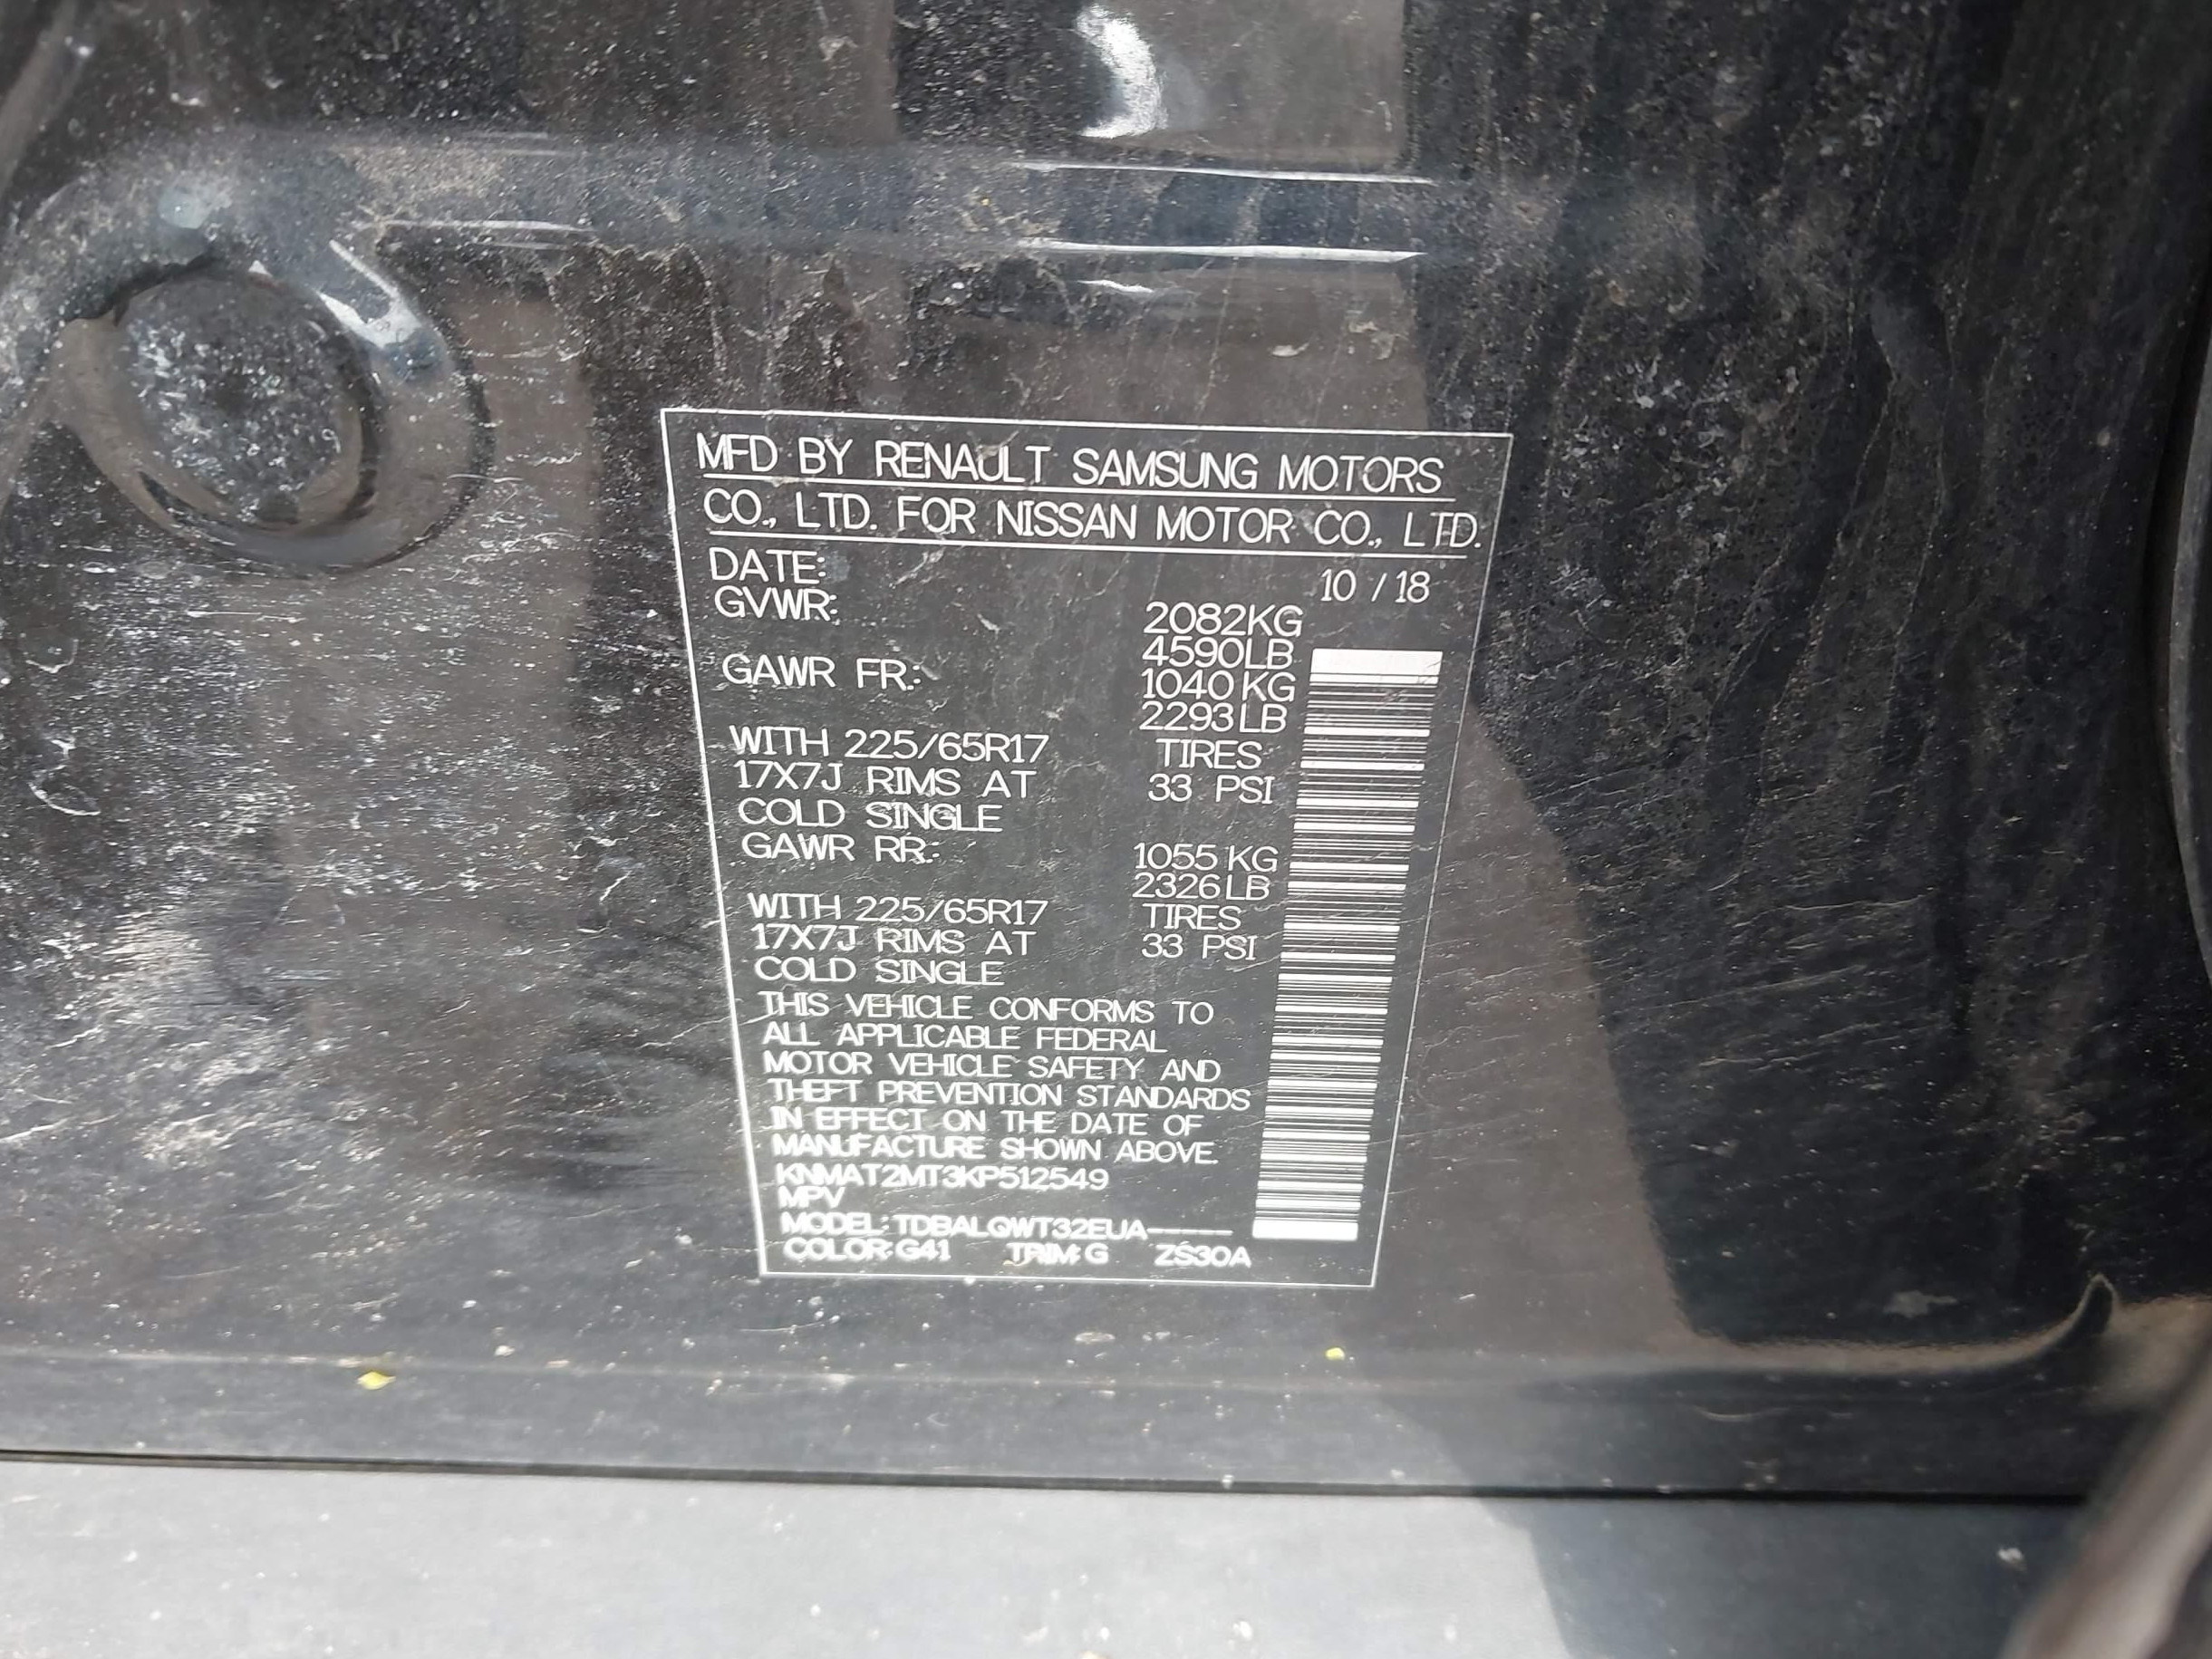 MFD BY RENAULT SAMSUNG MOTORS
CO., LTD. FOR NISSAN MOTOR CO., LTD.
DATE: 10 / 18
GVWR: 2082KG
4590LB
GAWR FR.: 1040 KG
2293LB
WITH 225/65R17 TIRES
17X7J RIMS AT 33 PSI
COLD SINGLE
GAWR RR.: 1055 KG
2326LB
WITH 225/65R17 TIRES
17X7J RIMS AT 33 PSI
COLD SINGLE
THIS VEHICLE CONFORMS TO
ALL APPLICABLE FEDERAL
MOTOR VEHICLE SAFETY AND
THEFT PREVENTION STANDARDS
IN EFFECT ON THE DATE OF
MANUFACTURE SHOWN ABOVE.
KNMAT2MT3KP512549
MPV
MODEL: TDBALQWT32EUA-----
COLOR: G41 TRIM: G ZS30A